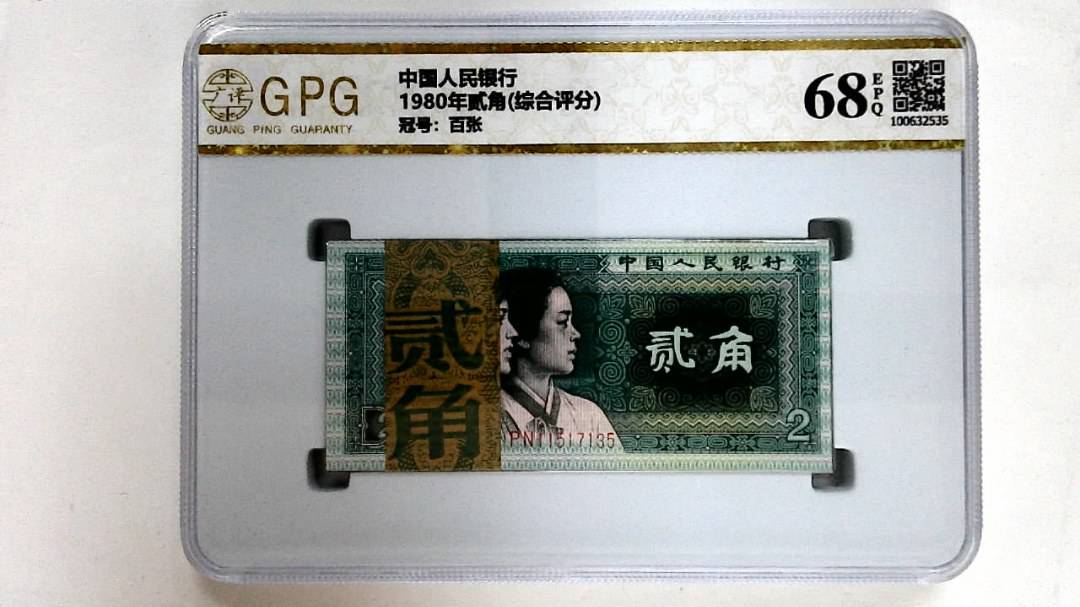 广评
GPG
GUANG PING GUARANTY
中国人民银行
1980年贰角(综合评分)
冠号：百张
68
EPQ
100632535
中国人民银行
贰角
贰角
PN11517135
2